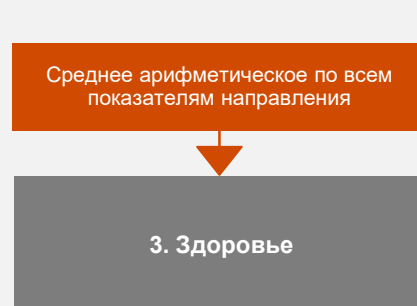 Среднее арифметическое по всем
показателям направления
3. Здоровье